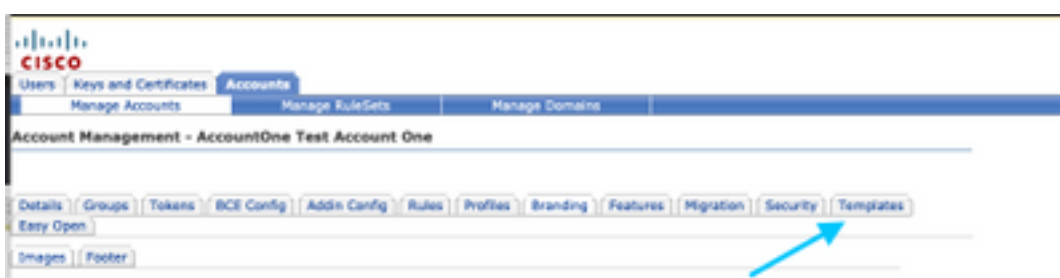 CISCO
Users Keys and Certificates Accounts
Manage Accounts Manage RuleSets Manage Domains
Account Management - AccountOne Test Account One
Details Groups Tokens BCE Config Addin Config Rules Profiles Branding Features Migration Security Templates
Easy Open
Images Footer